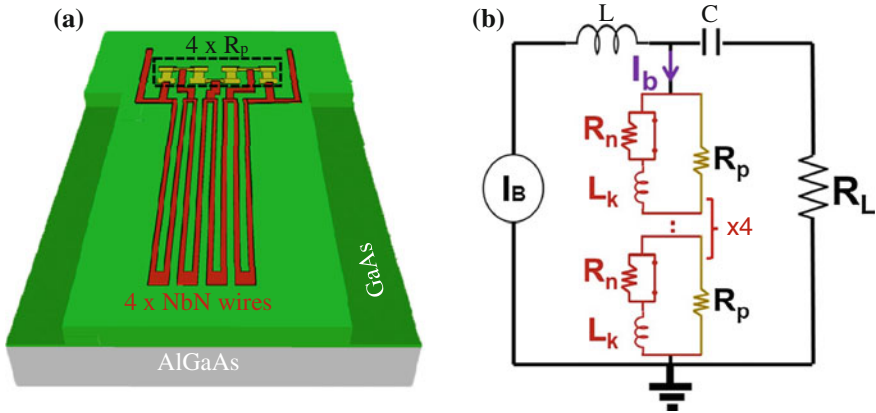 (a)
4 x Rp
4 x NbN wires
GaAs
AlGaAs
(b)
L
C
Ib
Rn
Rp
Lk
IB
RL
x4
Rn
Rp
Lk